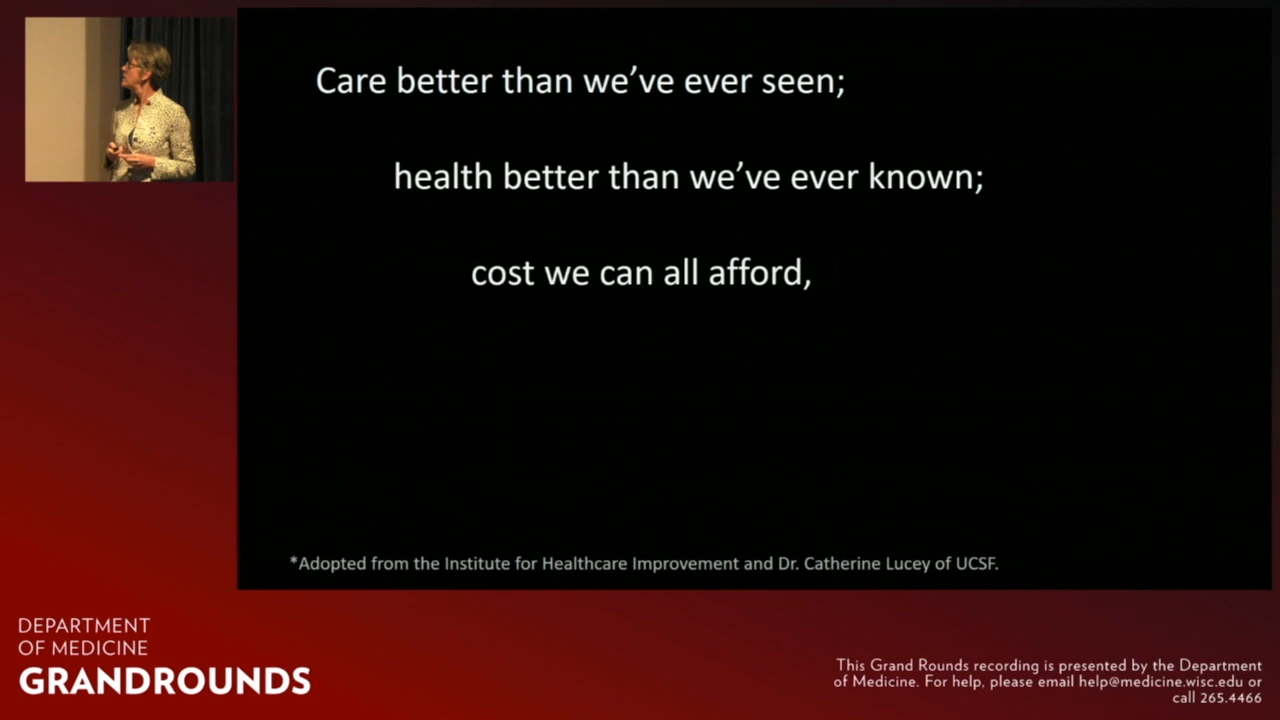 Care better than we've ever seen;
health better than we've ever known;
cost we can all afford,
*Adopted from the Institute for Healthcare Improvement and Dr. Catherine Lucey of UCSF.
DEPARTMENT
OF MEDICINE
GRANDROUNDS
This Grand Rounds recording is presented by the Department
of Medicine. For help, please email help@medicine.wisc.edu or
call 265.4466